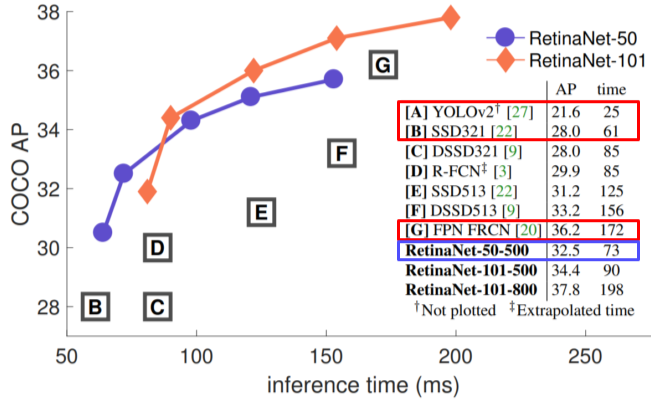 38
36
34
32
30
28
COCO AP
50
100
150
200
250
inference time (ms)
B
C
D
E
F
G
RetinaNet-50
RetinaNet-101
AP time
[A] YOLOv2† [27] 21.6 25
[B] SSD321 [22] 28.0 61
[C] DSSD321 [9] 28.0 85
[D] R-FCN‡ [3] 29.9 85
[E] SSD513 [22] 31.2 125
[F] DSSD513 [9] 33.2 156
[G] FPN FRCN [20] 36.2 172
RetinaNet-50-500 32.5 73
RetinaNet-101-500 34.4 90
RetinaNet-101-800 37.8 198
†Not plotted ‡Extrapolated time